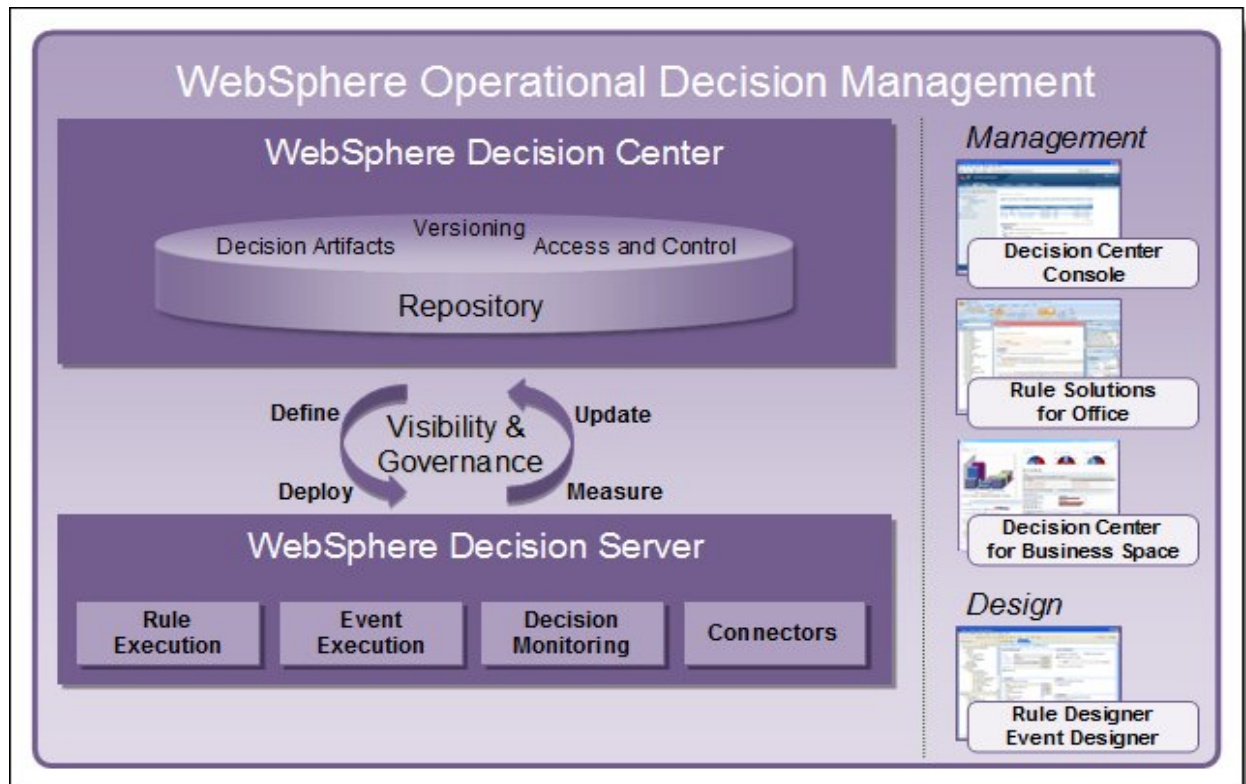 WebSphere Operational Decision Management
WebSphere Decision Center
Versioning
Decision Artifacts
Access and Control
Repository
Define
Update
Visibility &
Governance
Deploy
Measure
WebSphere Decision Server
Rule
Execution
Event
Execution
Decision
Monitoring
Connectors
Management
Decision Center
Console
Rule Solutions
for Office
Decision Center
for Business Space
Design
Rule Designer
Event Designer